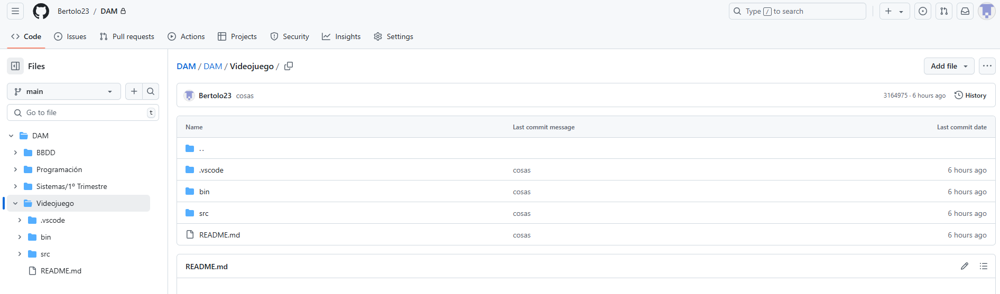 Bertolo23 / DAM
Type / to search
Code Issues Pull requests Actions Projects Security Insights Settings
Files
main
Go to file t
DAM
BBDD
Programación
Sistemas/1º Trimestre
Videojuego
.vscode
bin
src
README.md
DAM / DAM / Videojuego /
Add file
Bertolo23 cosas 3164975 · 6 hours ago History
Name Last commit message Last commit date
..
.vscode cosas 6 hours ago
bin cosas 6 hours ago
src cosas 6 hours ago
README.md cosas 6 hours ago
README.md